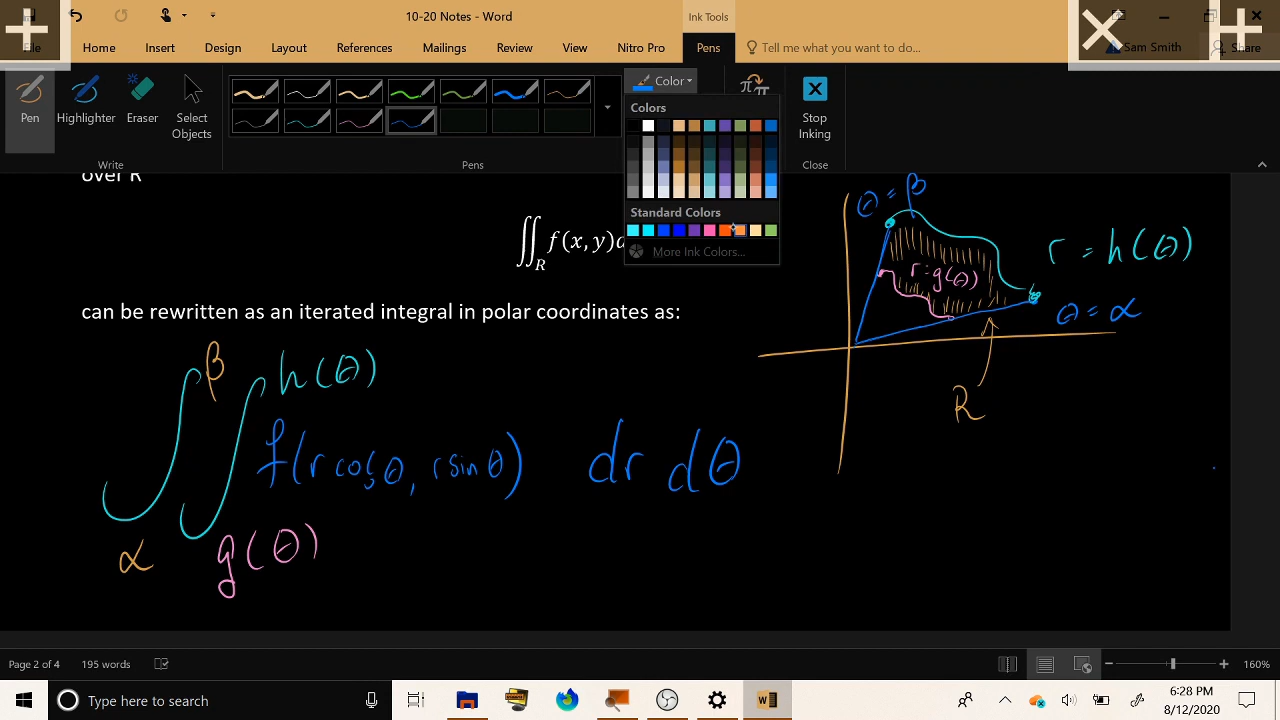 10-20 Notes - Word
Ink Tools
File Home Insert Design Layout References Mailings Review View Nitro Pro Pens Tell me what you want to do... Sam Smith Share
Pen Highlighter Eraser Select Objects
Color
Stop Inking
Write Pens Close
Colors
Standard Colors
More Ink Colors...
over R
∬_R f(x, y)d
can be rewritten as an iterated integral in polar coordinates as:
β h(θ)
∫∫ f(r cos θ, r sin θ) dr dθ
α g(θ)
θ = β
r = h(θ)
r = g(θ)
θ = α
R
Page 2 of 4 195 words 160%
Type here to search
6:28 PM
8/12/2020